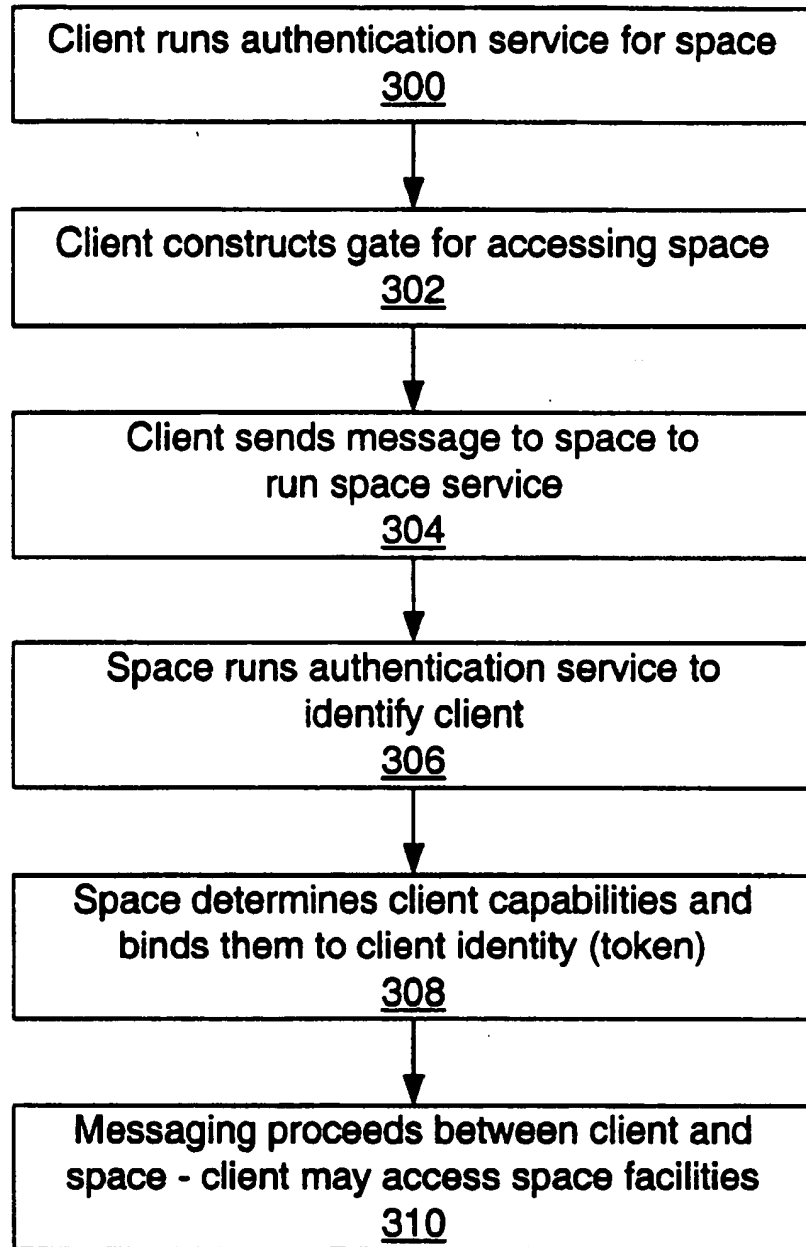 Client runs authentication service for space
300
Client constructs gate for accessing space
302
Client sends message to space to
run space service
304
Space runs authentication service to
identify client
306
Space determines client capabilities and
binds them to client identity (token)
308
Messaging proceeds between client and
space - client may access space facilities
310